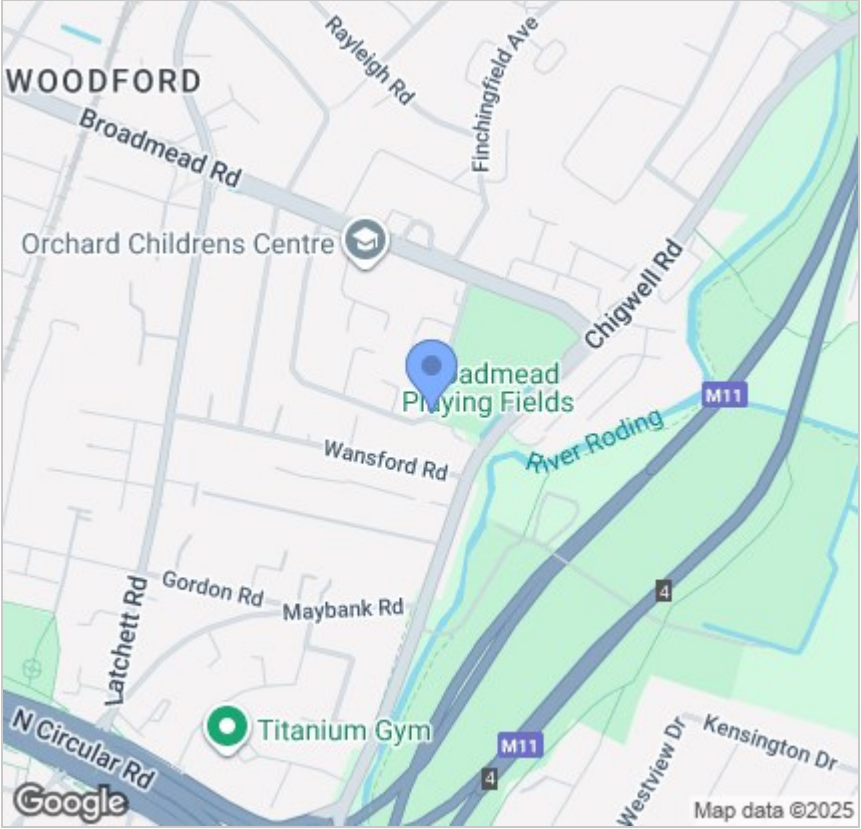 Rayleigh Rd
Finchingfield Ave
WOODFORD
Broadmead Rd
Orchard Childrens Centre
Chigwell Rd
oadmead
Playing Fields
M11
River Roding
Wansford Rd
4
Gordon Rd
Maybank Rd
Latchett Rd
N Circular Rd
Titanium Gym
M11
4
Westview Dr
Kensington Dr
Google
Map data ©2025